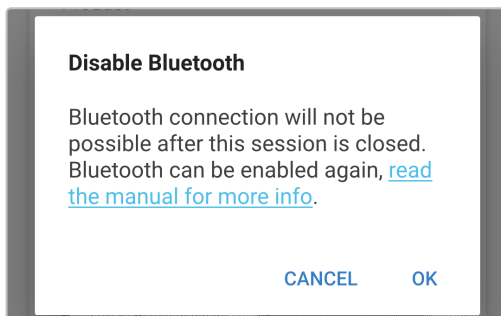 Disable Bluetooth
Bluetooth connection will not be
possible after this session is closed.
Bluetooth can be enabled again, read
the manual for more info.
CANCEL OK